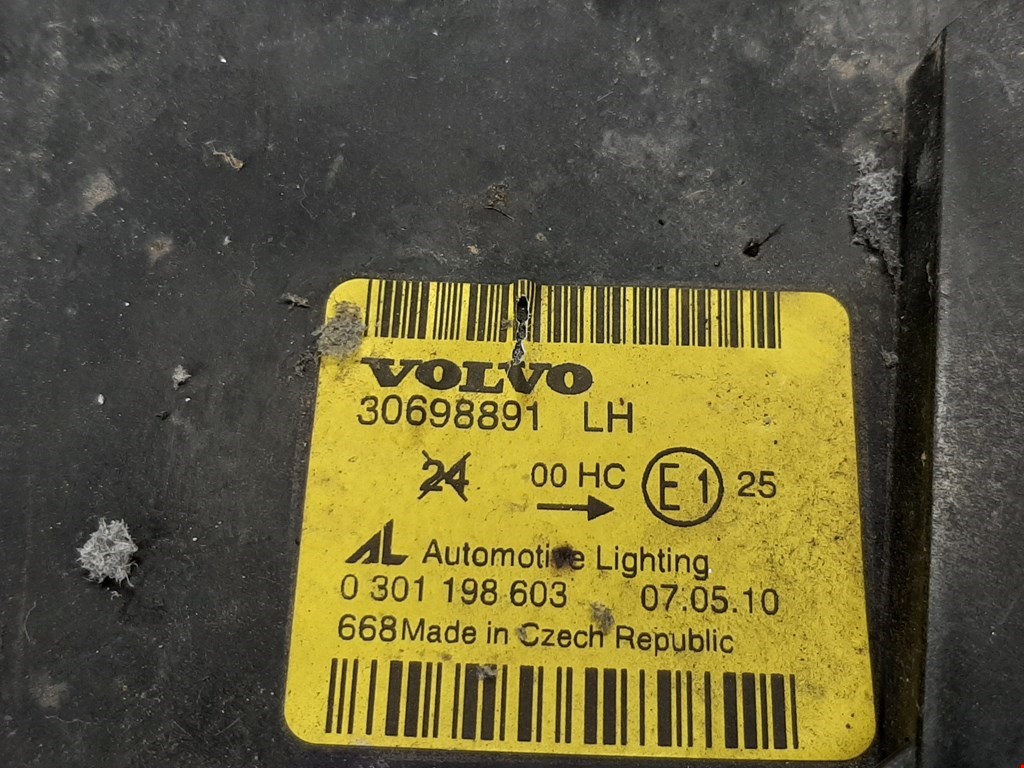 VOLVO
30698891 LH
24 00 HC E1 25
AL Automotive Lighting
0 301 198 603 07.05.10
668 Made in Czech Republic